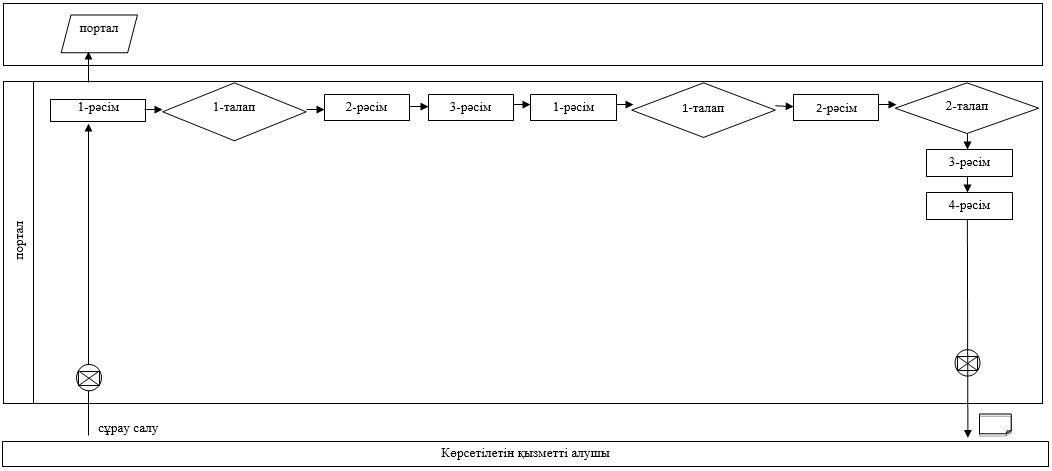 портал
портал
1-рәсім
1-талап
2-рәсім
3-рәсім
1-рәсім
1-талап
2-рәсім
2-талап
3-рәсім
4-рәсім
сұрау салу
Көрсетілетін қызметті алушы